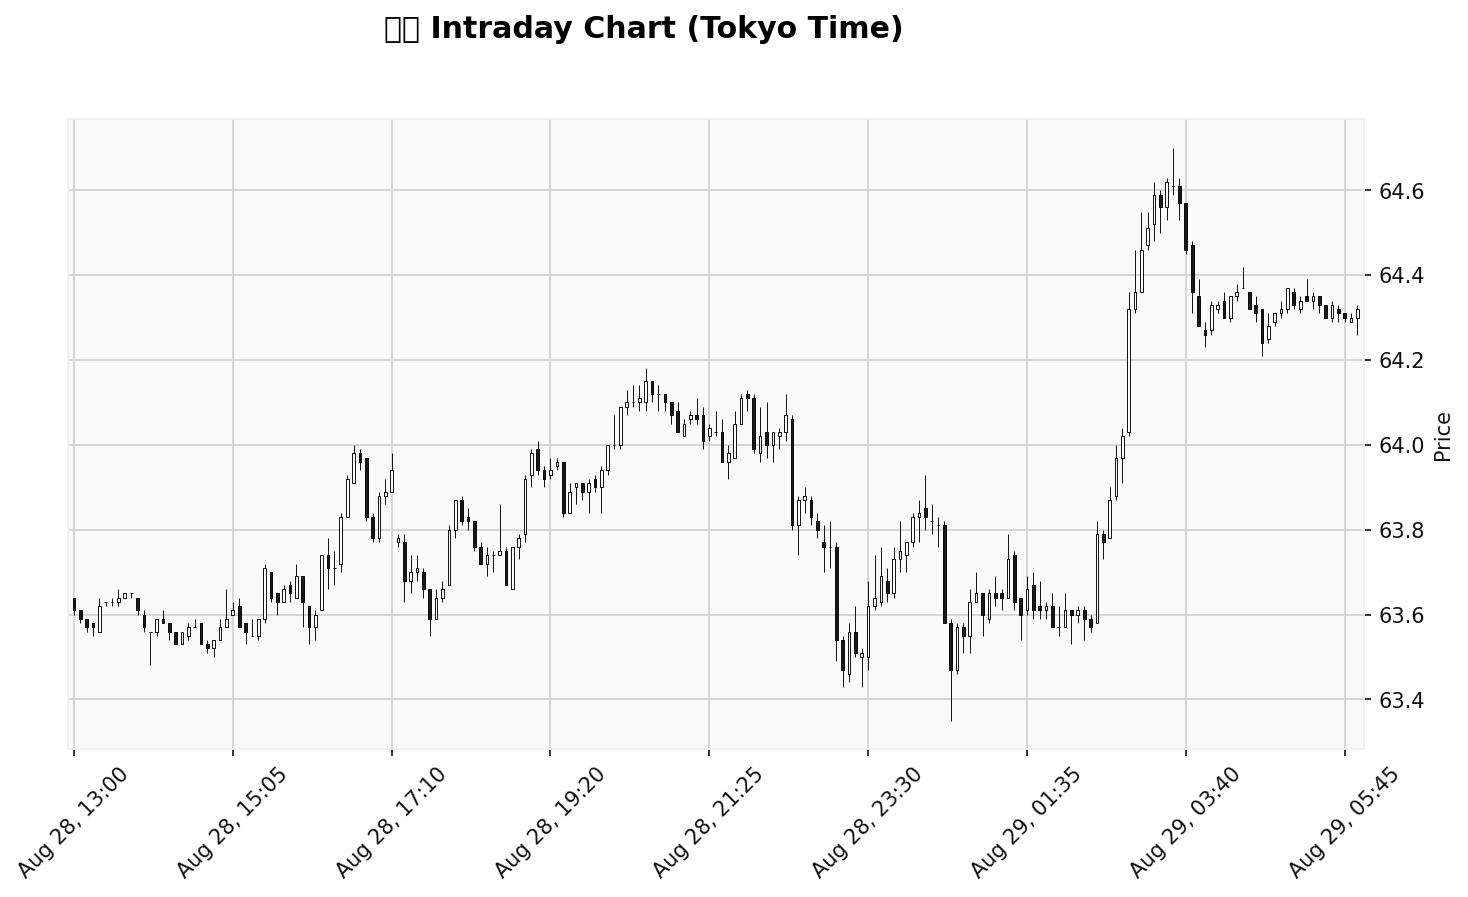 Intraday Chart (Tokyo Time)
64.6
64.4
64.2
64.0
63.8
63.6
63.4
Price
Aug 28, 13:00
Aug 28, 15:05
Aug 28, 17:10
Aug 28, 19:20
Aug 28, 21:25
Aug 28, 23:30
Aug 29, 01:35
Aug 29, 03:40
Aug 29, 05:45